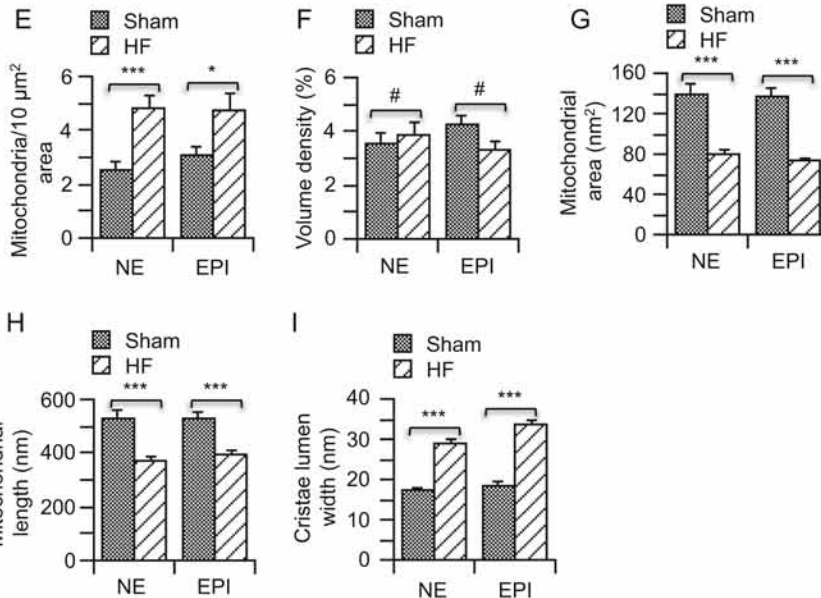 E
Sham
HF
***
*
Mitochondria/10 μm²
area
6
4
2
0
NE
EPI
F
Sham
HF
#
#
Volume density (%)
6
4
2
0
NE
EPI
G
Sham
HF
***
***
Mitochondrial
area (nm²)
160
120
80
40
0
NE
EPI
H
Sham
HF
***
***
length (nm)
600
400
200
0
NE
EPI
I
Sham
HF
***
***
Cristae lumen
width (nm)
40
30
20
10
0
NE
EPI